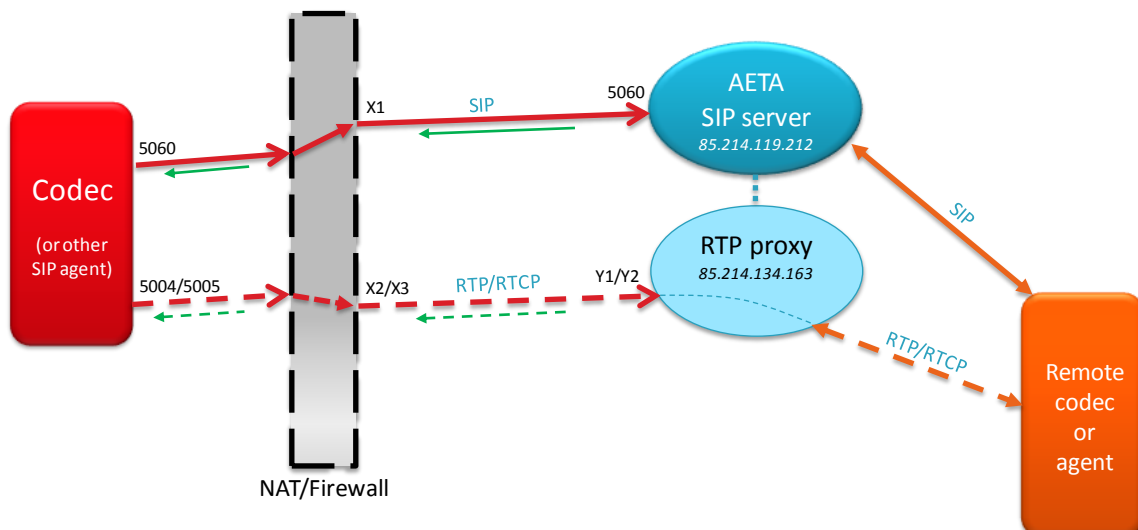 Codec
(or other
SIP agent)
5060
5004/5005
NAT/Firewall
X1
SIP
5060
X2/X3
RTP/RTCP
Y1/Y2
AETA
SIP server
85.214.119.212
RTP proxy
85.214.134.163
SIP
RTP/RTCP
Remote
codec
or
agent